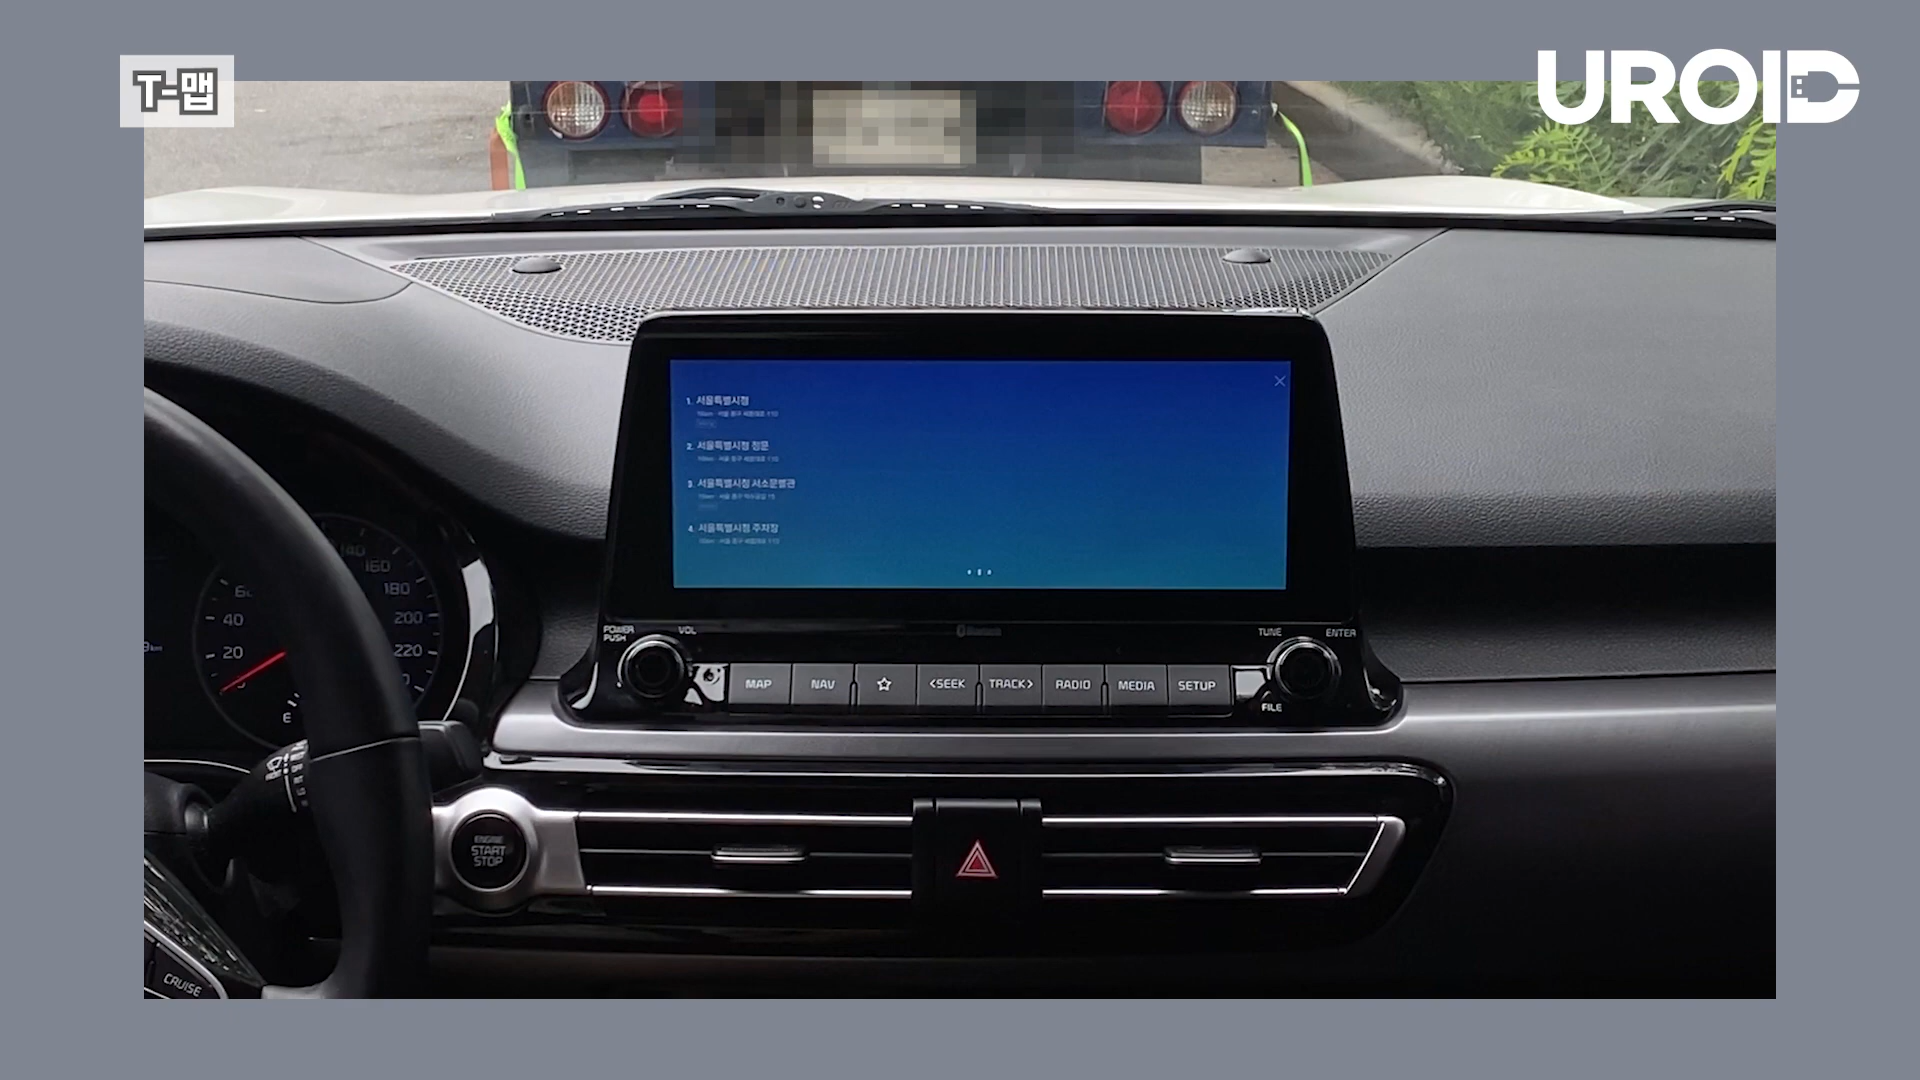 T-맵
UROID
1. 서울특별시청
2. 서울특별시청 정문
3. 서울특별시청 서소문별관
4. 서울특별시청 주차장
POWER
PUSH
VOL
Bluetooth
TUNE
ENTER
MAP
NAV
<SEEK
TRACK>
RADIO
MEDIA
SETUP
FILE
140
160
180
200
220
60
40
20
E
ENGINE
START
STOP
CRUISE